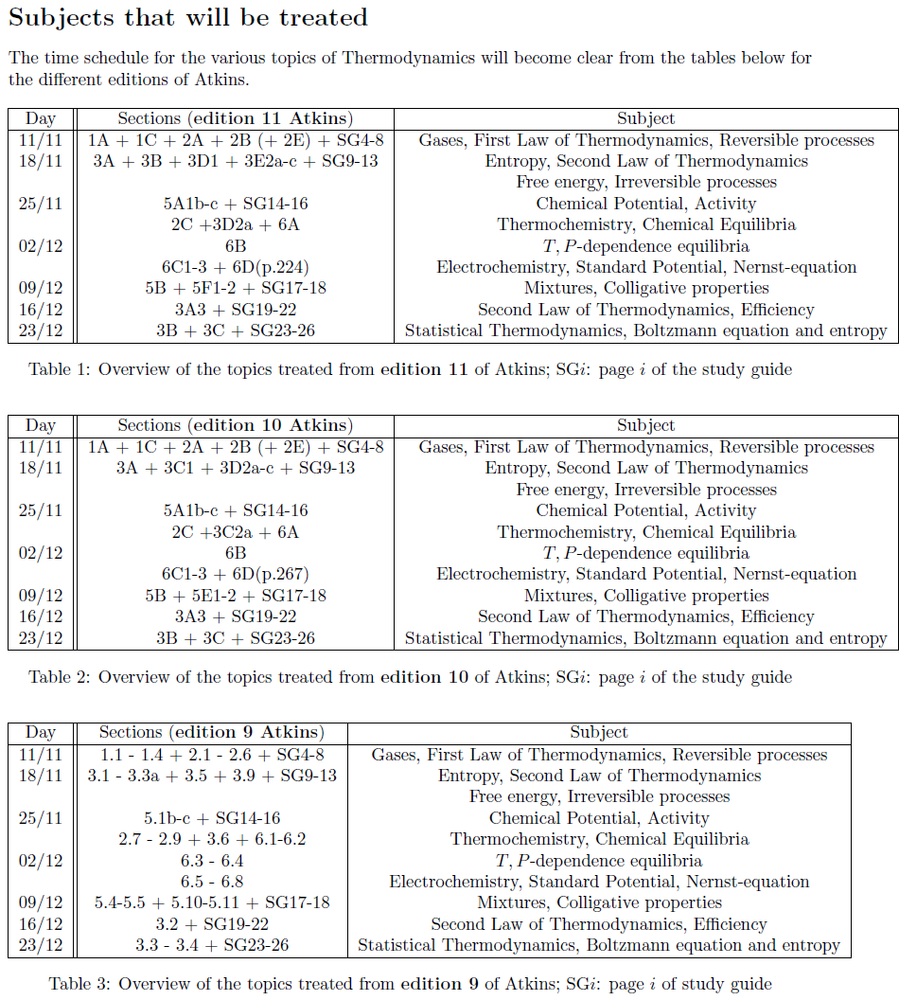 Subjects that will be treated
The time schedule for the various topics of Thermodynamics will become clear from the tables below for
the different editions of Atkins.
Day Sections (edition 11 Atkins) Subject
11/11 1A + 1C + 2A + 2B (+ 2E) + SG4-8 Gases, First Law of Thermodynamics, Reversible processes
18/11 3A + 3B + 3D1 + 3E2a-c + SG9-13 Entropy, Second Law of Thermodynamics
Free energy, Irreversible processes
25/11 5A1b-c + SG14-16 Chemical Potential, Activity
2C +3D2a + 6A Thermochemistry, Chemical Equilibria
02/12 6B T, P-dependence equilibria
6C1-3 + 6D(p.224) Electrochemistry, Standard Potential, Nernst-equation
09/12 5B + 5F1-2 + SG17-18 Mixtures, Colligative properties
16/12 3A3 + SG19-22 Second Law of Thermodynamics, Efficiency
23/12 3B + 3C + SG23-26 Statistical Thermodynamics, Boltzmann equation and entropy
Table 1: Overview of the topics treated from edition 11 of Atkins; SGi: page i of the study guide
Day Sections (edition 10 Atkins) Subject
11/11 1A + 1C + 2A + 2B (+ 2E) + SG4-8 Gases, First Law of Thermodynamics, Reversible processes
18/11 3A + 3C1 + 3D2a-c + SG9-13 Entropy, Second Law of Thermodynamics
Free energy, Irreversible processes
25/11 5A1b-c + SG14-16 Chemical Potential, Activity
2C +3C2a + 6A Thermochemistry, Chemical Equilibria
02/12 6B T, P-dependence equilibria
6C1-3 + 6D(p.267) Electrochemistry, Standard Potential, Nernst-equation
09/12 5B + 5E1-2 + SG17-18 Mixtures, Colligative properties
16/12 3A3 + SG19-22 Second Law of Thermodynamics, Efficiency
23/12 3B + 3C + SG23-26 Statistical Thermodynamics, Boltzmann equation and entropy
Table 2: Overview of the topics treated from edition 10 of Atkins; SGi: page i of the study guide
Day Sections (edition 9 Atkins) Subject
11/11 1.1 - 1.4 + 2.1 - 2.6 + SG4-8 Gases, First Law of Thermodynamics, Reversible processes
18/11 3.1 - 3.3a + 3.5 + 3.9 + SG9-13 Entropy, Second Law of Thermodynamics
Free energy, Irreversible processes
25/11 5.1b-c + SG14-16 Chemical Potential, Activity
2.7 - 2.9 + 3.6 + 6.1-6.2 Thermochemistry, Chemical Equilibria
02/12 6.3 - 6.4 T, P-dependence equilibria
6.5 - 6.8 Electrochemistry, Standard Potential, Nernst-equation
09/12 5.4-5.5 + 5.10-5.11 + SG17-18 Mixtures, Colligative properties
16/12 3.2 + SG19-22 Second Law of Thermodynamics, Efficiency
23/12 3.3 - 3.4 + SG23-26 Statistical Thermodynamics, Boltzmann equation and entropy
Table 3: Overview of the topics treated from edition 9 of Atkins; SGi: page i of study guide